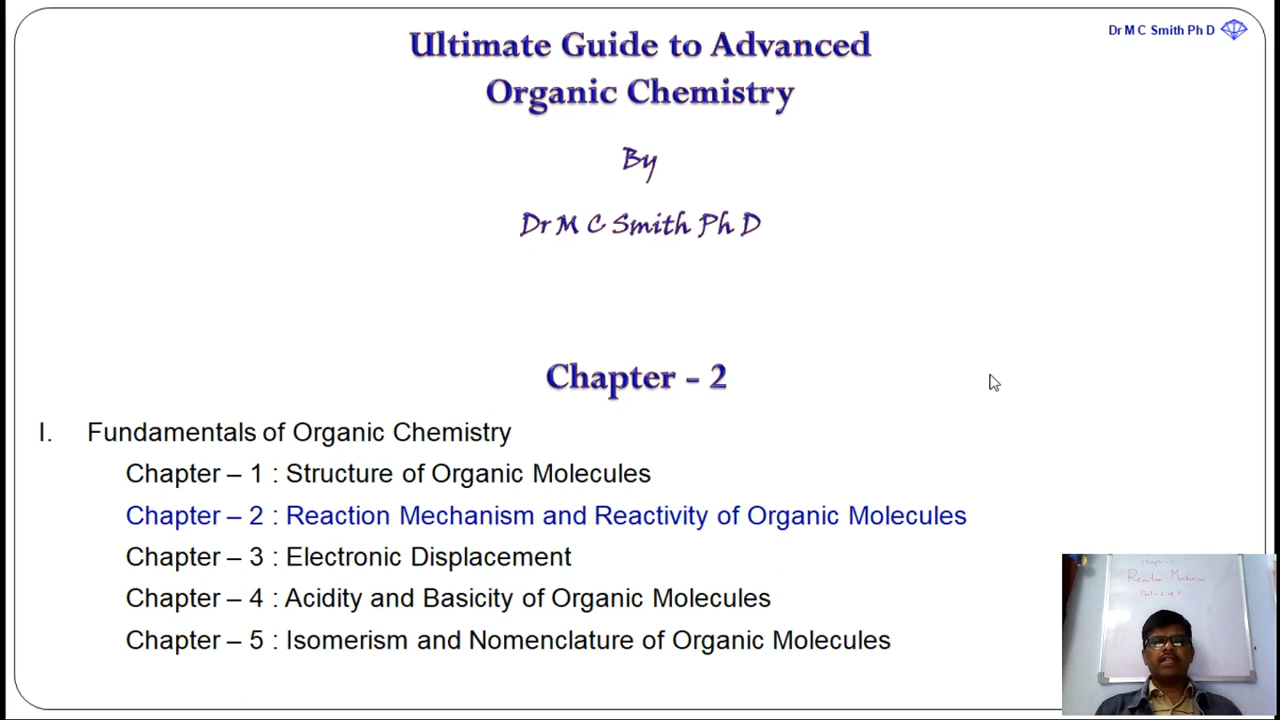 Dr M C Smith Ph D
Ultimate Guide to Advanced
Organic Chemistry
By
Dr M C Smith Ph D
Chapter - 2
I. Fundamentals of Organic Chemistry
Chapter – 1 : Structure of Organic Molecules
Chapter – 2 : Reaction Mechanism and Reactivity of Organic Molecules
Chapter – 3 : Electronic Displacement
Chapter – 4 : Acidity and Basicity of Organic Molecules
Chapter – 5 : Isomerism and Nomenclature of Organic Molecules
Reaction Mechanism